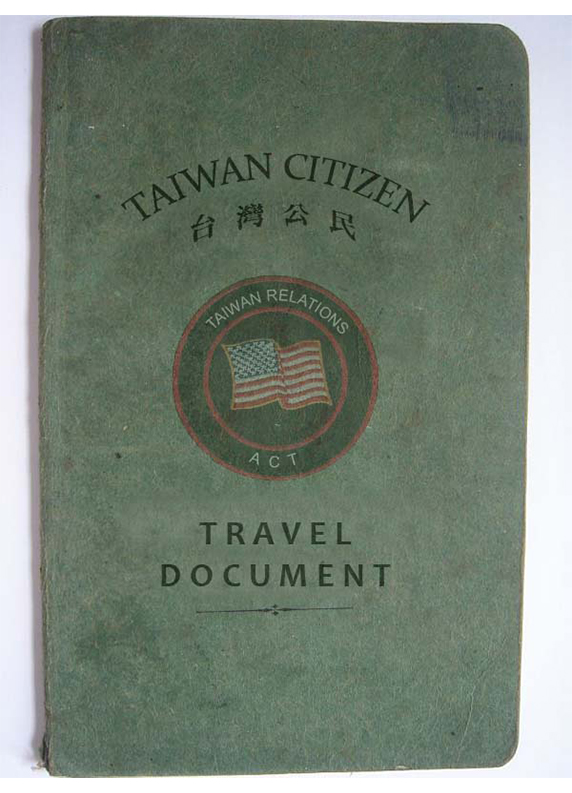 TAIWAN CITIZEN
台灣公民
TAIWAN RELATIONS
ACT
TRAVEL
DOCUMENT